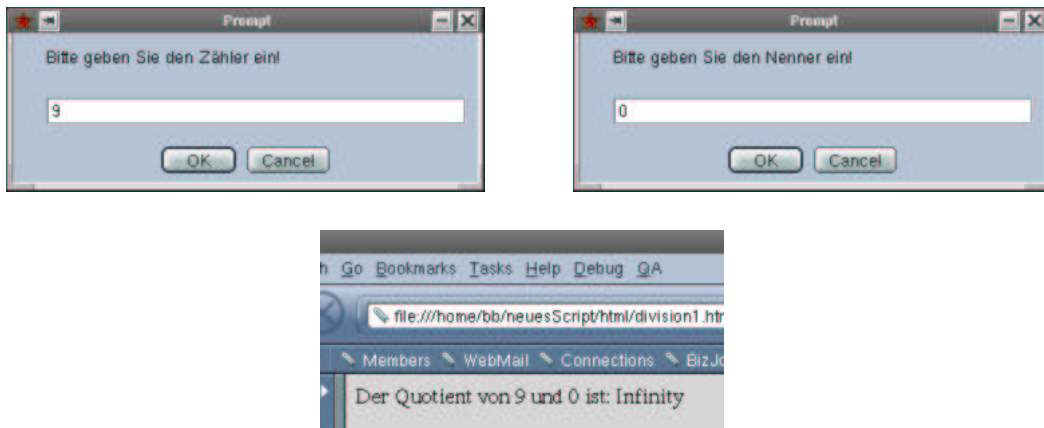 Prompt
Bitte geben Sie den Zähler ein!
9
OK Cancel
Prompt
Bitte geben Sie den Nenner ein!
0
OK Cancel
Go Bookmarks Tasks Help Debug QA
file:///home/bb/neuesScript/html/division1.htm
Members WebMail Connections BizJo
Der Quotient von 9 und 0 ist: Infinity